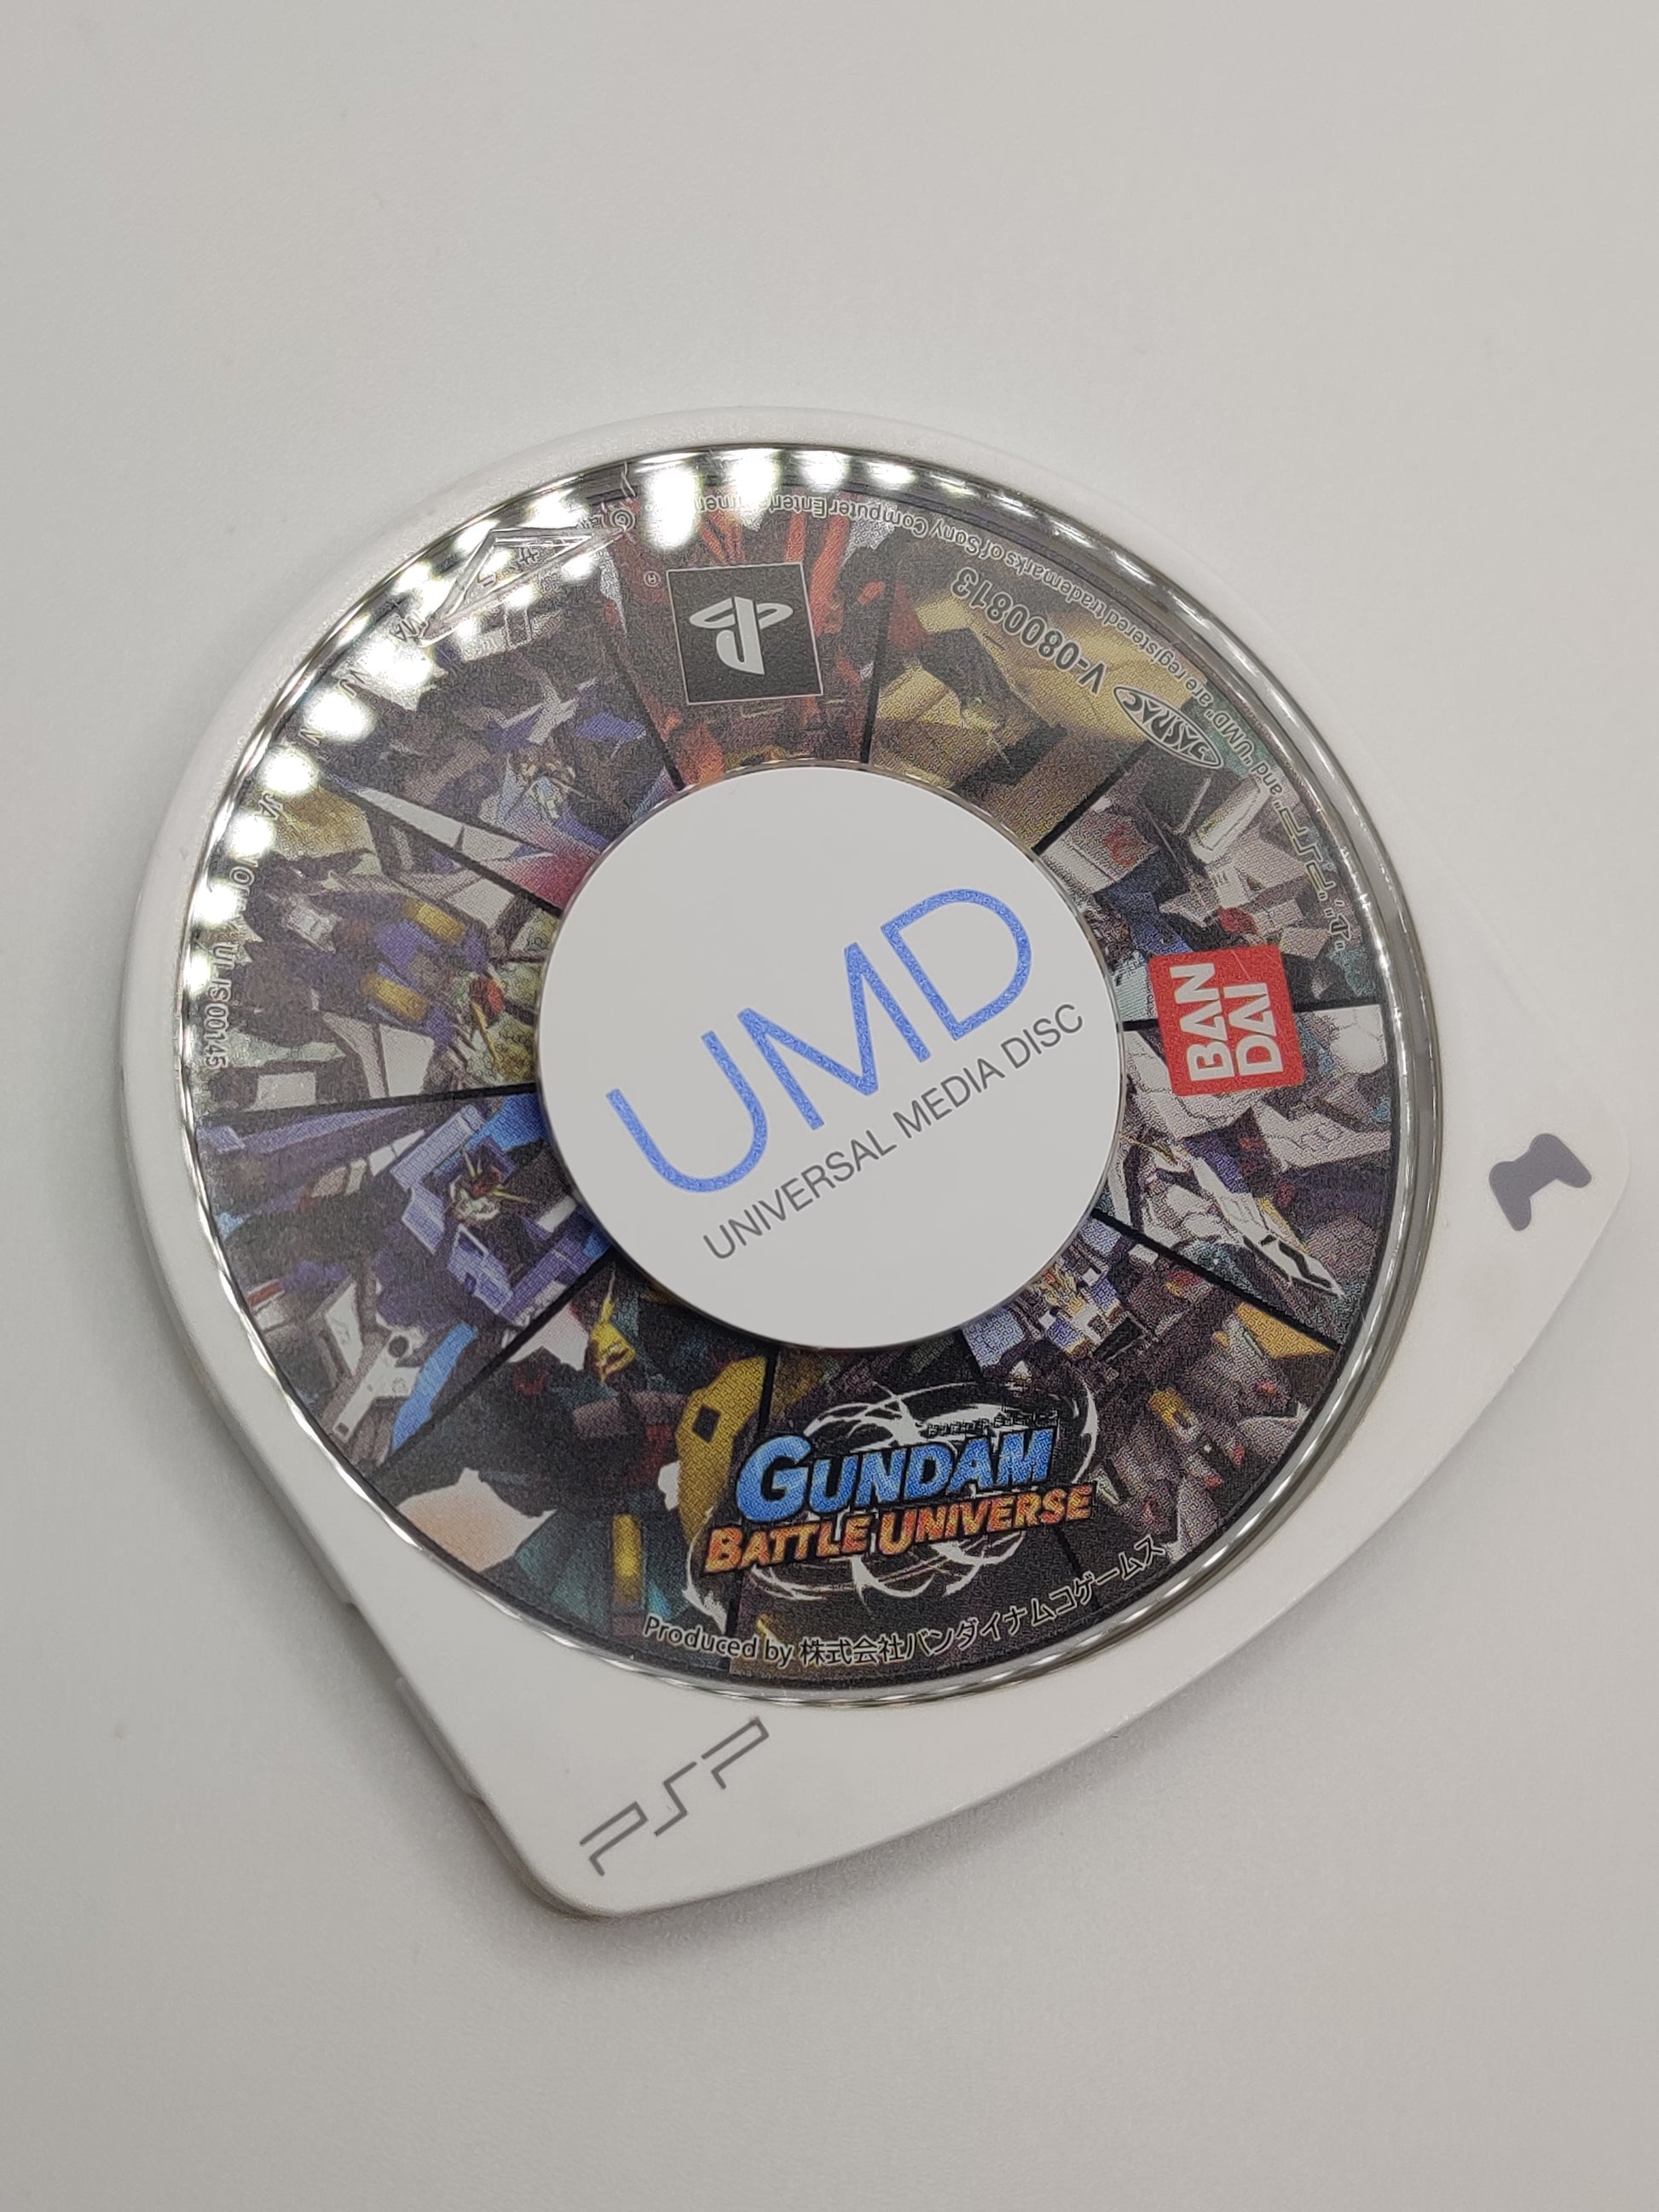 UMD
UNIVERSAL MEDIA DISC
BAN
DAI
GUNDAM
BATTLE UNIVERSE
Produced by 株式会社バンダイナムコゲームス
PSP
V-0800813
JASRAC
and "UMD" are registered trademarks of Sony Computer
ULJS00145